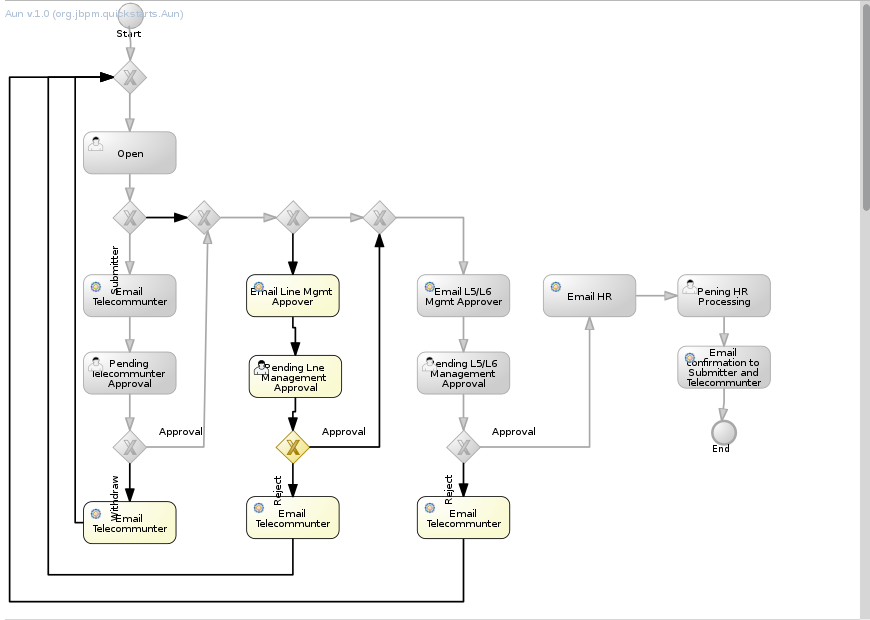 Aun v.1.0 (org.jbpm.quickstarts.Aun)
Start
Open
Submitter
Email
Telecommunter
Email Line Mgmt
Appover
Email L5/L6
Mgmt Approver
Email HR
Pening HR
Processing
Pending
Telecommunter
Approval
Pending Lne
Management
Approval
Pending L5/L6
Management
Approval
Email
confirmation to
Submitter and
Telecommunter
Approval
Approval
Approval
End
Withdraw
Reject
Reject
Email
Telecommunter
Email
Telecommunter
Email
Telecommunter